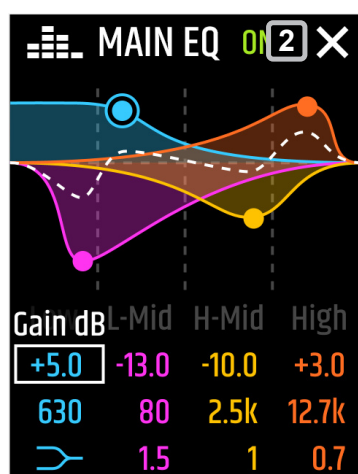 MAIN EQ 2
Gain dB L-Mid H-Mid High
+5.0 -13.0 -10.0 +3.0
630 80 2.5k 12.7k
1.5 1 0.7